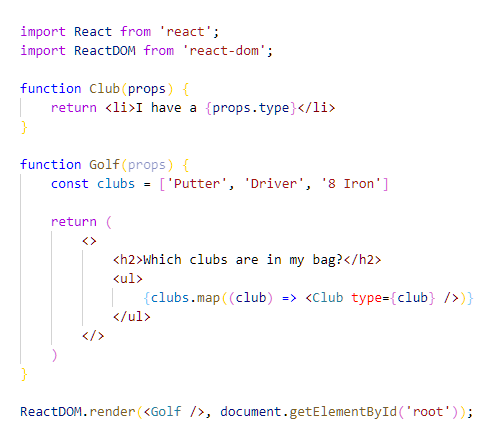 import React from 'react';
import ReactDOM from 'react-dom';

function Club(props) {
    return <li>I have a {props.type}</li>
}

function Golf(props) {
    const clubs = ['Putter', 'Driver', '8 Iron']

    return (
        <>
            <h2>Which clubs are in my bag?</h2>
            <ul>
                {clubs.map((club) => <Club type={club} />)}
            </ul>
        </>
    )
}

ReactDOM.render(<Golf />, document.getElementById('root'));